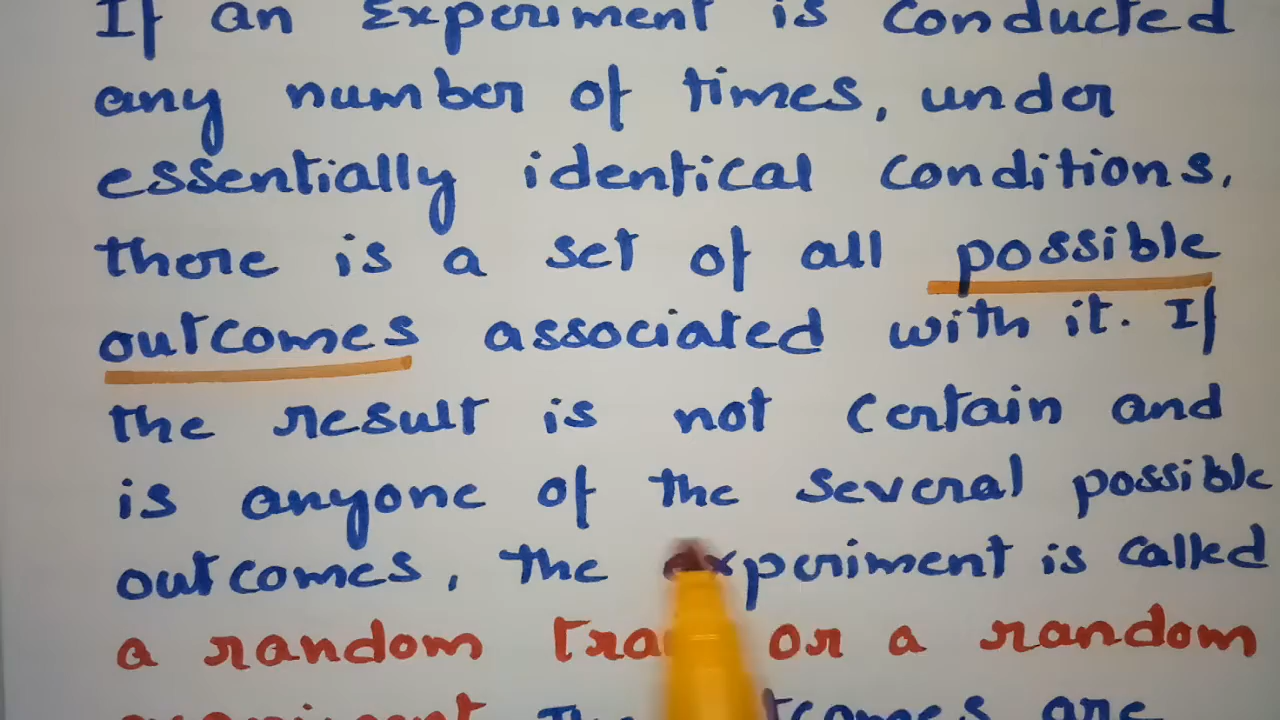 If an Experiment is conducted
any number of times, under
essentially identical conditions,
there is a set of all possible
outcomes associated with it. If
the result is not certain and
is anyone of the several possible
outcomes, the experiment is called
a random or a random
are